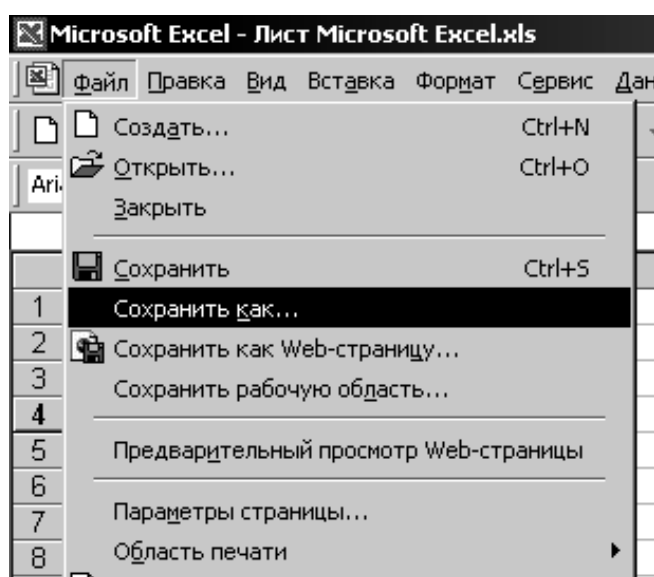 Microsoft Excel - Лист Microsoft Excel.xls
Файл Правка Вид Вставка Формат Сервис
Создать... Ctrl+N
Открыть... Ctrl+O
Закрыть
Сохранить Ctrl+S
1 Сохранить как...
2 Сохранить как Web-страницу...
3 Сохранить рабочую область...
4
5 Предварительный просмотр Web-страницы
6
7 Параметры страницы...
8 Область печати